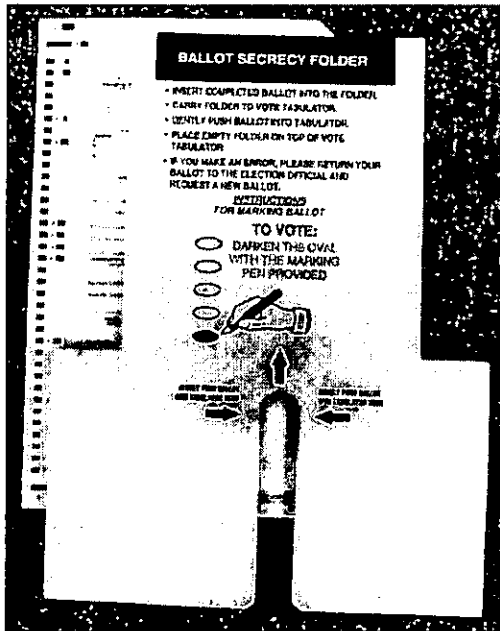 BALLOT SECRECY FOLDER
• INSERT COMPLETED BALLOT INTO THE FOLDER.
• CARRY FOLDER TO VOTE TABULATOR.
• GENTLY PUSH BALLOT INTO TABULATOR.
• PLACE EMPTY FOLDER ON TOP OF VOTE
TABULATOR
• IF YOU MAKE AN ERROR, PLEASE RETURN YOUR
BALLOT TO THE ELECTION OFFICIAL AND
REQUEST A NEW BALLOT.
INSTRUCTIONS
FOR MARKING BALLOT
TO VOTE:
DARKEN THE OVAL
WITH THE MARKING
PEN PROVIDED